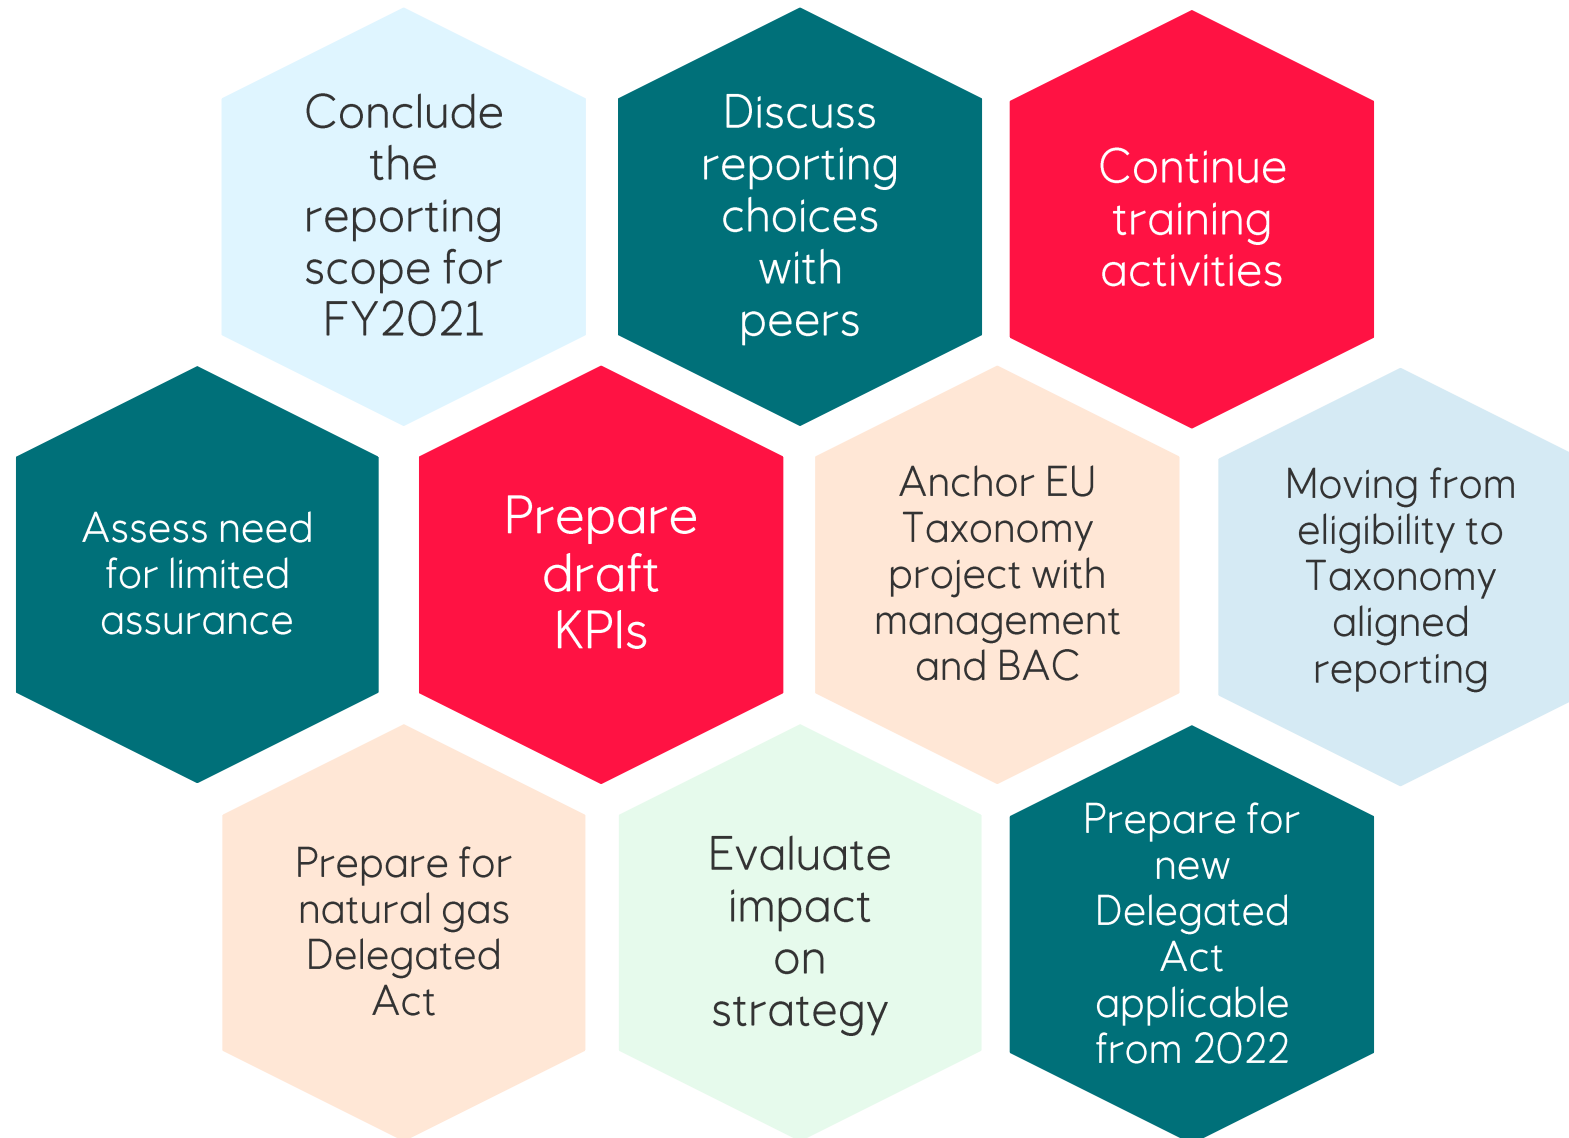 Conclude
the
reporting
scope for
FY2021
Discuss
reporting
choices
with
peers
Continue
training
activities
Assess need
for limited
assurance
Prepare
draft
KPIs
Anchor EU
Taxonomy
project with
management
and BAC
Moving from
eligibility to
Taxonomy
aligned
reporting
Prepare for
natural gas
Delegated
Act
Evaluate
impact
on
strategy
Prepare for
new
Delegated
Act
applicable
from 2022